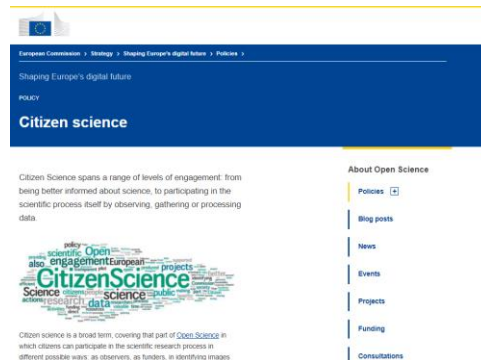 European Commission > Strategy > Shaping Europe's digital future > Policies >
Shaping Europe's digital future
POLICY
Citizen science
Citizen Science spans a range of levels of engagement: from
being better informed about science, to participating in the
scientific process itself by observing, gathering or processing
data.
policy
scientific Open
also engagement European
projects
CitizenScience
Science science public
actions research data
Citizen science is a broad term, covering that part of Open Science in
which citizens can participate in the scientific research process in
different possible ways: as observers, as funders, in identifying images
About Open Science
Policies +
Blog posts
News
Events
Projects
Funding
Consultations